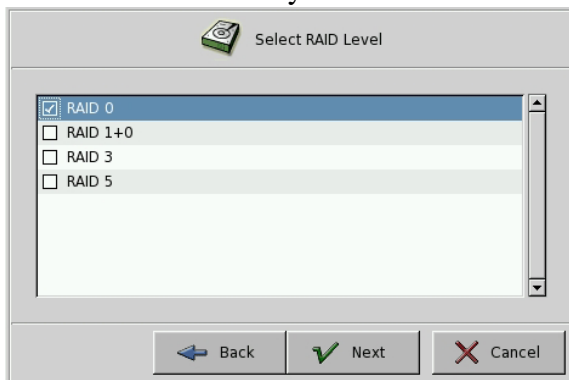 Select RAID Level
RAID 0
RAID 1+0
RAID 3
RAID 5
Back Next Cancel